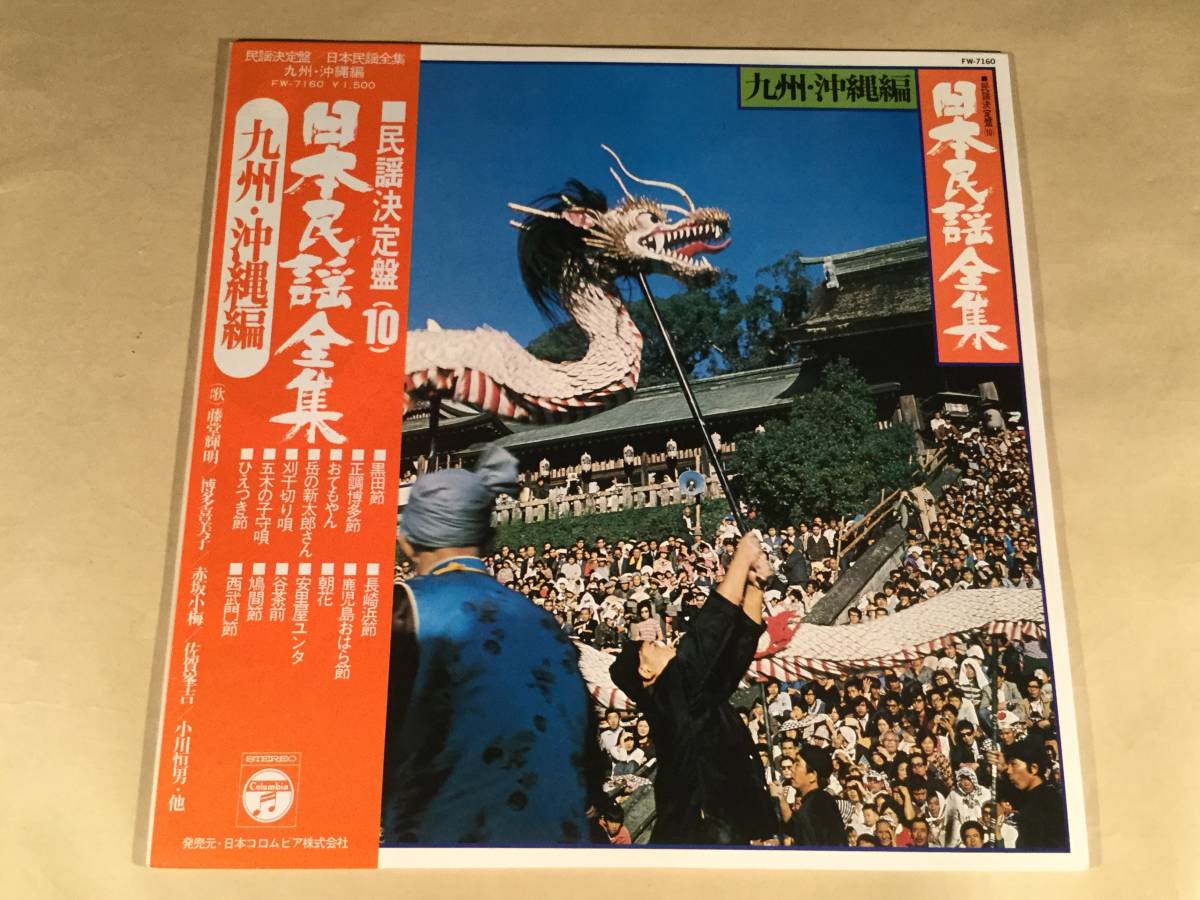 民謡決定盤/日本民謡全集
九州・沖縄編
FW-7160 ¥1,500
■民謡決定盤(10)
日本民謡全集
九州・沖縄編
■黒田節
■正調博多節
■おてもやん
■岳の新太郎さん
■刈干切り唄
■五木の子守唄
■ひえつき節
■長崎浜節
■鹿児島おはら節
■朝花
■安里屋ユンタ
■谷茶前
■鳩間節
■西武門節
(歌)藤堂輝明/博多喜美子/赤坂小梅/佐賀峯吉/小川恒男・他
STEREO
Columbia
発売元・日本コロムビア株式会社
FW-7160
九州・沖縄編
■民謡決定盤(10)
日本民謡全集